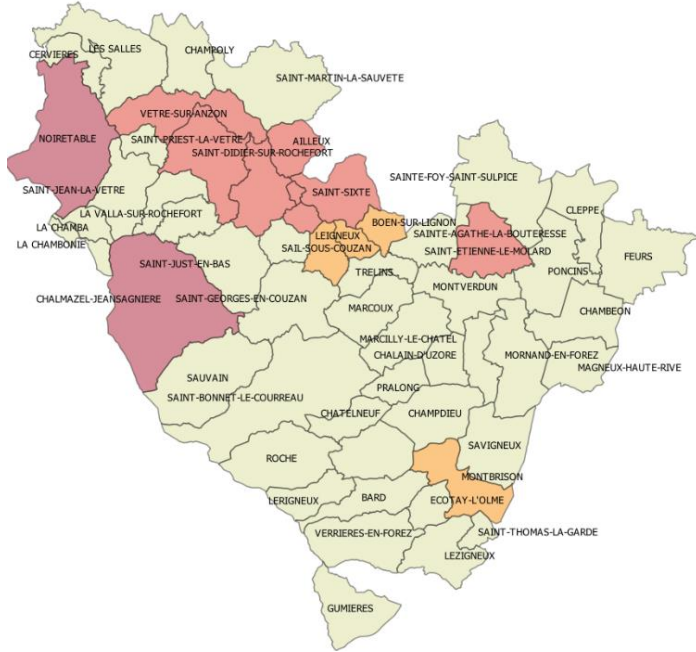 LES SALLES
CERVIERES
CHAMPOLY
SAINT-MARTIN-LA-SAUVETE
VETRE-SUR-ANZON
NOIRETABLE
SAINT-PRIEST-LA-VETRE
AILLEUX
SAINT-DIDIER-SUR-ROCHEFORT
SAINTE-FOY-SAINT-SULPICE
SAINT-JEAN-LA-VETRE
SAINT-SIXTE
CLEPPE
LA VALLA-SUR-ROCHEFORT
BOEN-SUR-LIGNON
LA CHAMBA
LEIGNEUX
SAINTE-AGATHE-LA-BOUTERESSE
LA CHAMBONIE
SAIL-SOUS-COUZAN
SAINT-ETIENNE-LE-MOLARD
FEURS
SAINT-JUST-EN-BAS
TRELINS
PONCINS
MONTVERDUN
CHALMAZEL-JEANSAGNIERE
SAINT-GEORGES-EN-COUZAN
MARCOUX
CHAMBEON
MARCILLY-LE-CHATEL
CHALAIN-D'UZORE
MORNAND-EN-FOREZ
MAGNEUX-HAUTE-RIVE
SAUVAIN
PRALONG
SAINT-BONNET-LE-COURREAU
CHATELNEUF
CHAMPDIEU
SAVIGNEUX
ROCHE
MONTBRISON
LERIGNEUX
BARD
ECOTAY-L'OLME
VERRIERES-EN-FOREZ
SAINT-THOMAS-LA-GARDE
LEZIGNEUX
GUMIERES